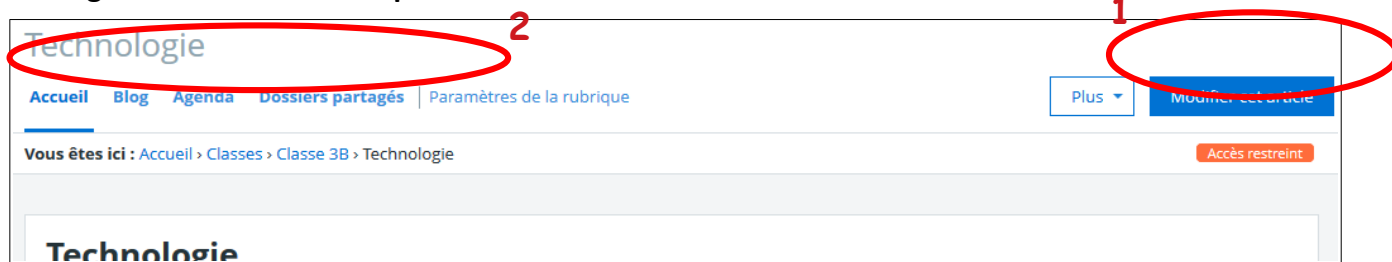 1
2
Technologie
Accueil Blog Agenda Dossiers partagés Paramètres de la rubrique
Plus Modifier cet article
Vous êtes ici : Accueil › Classes › Classe 3B › Technologie
Accès restreint
Technologie